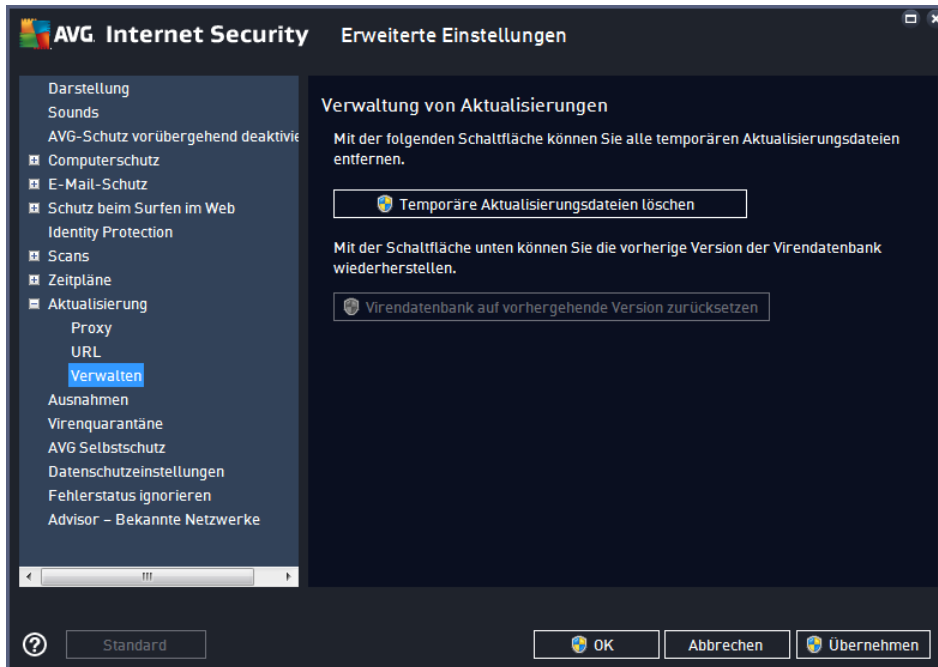 AVG. Internet Security Erweiterte Einstellungen
Darstellung
Sounds
AVG-Schutz vorübergehend deaktivie
Computerschutz
E-Mail-Schutz
Schutz beim Surfen im Web
Identity Protection
Scans
Zeitpläne
Aktualisierung
Proxy
URL
Verwalten
Ausnahmen
Virenquarantäne
AVG Selbstschutz
Datenschutzeinstellungen
Fehlerstatus ignorieren
Advisor – Bekannte Netzwerke
Verwaltung von Aktualisierungen
Mit der folgenden Schaltfläche können Sie alle temporären Aktualisierungsdateien
entfernen.
Temporäre Aktualisierungsdateien löschen
Mit der Schaltfläche unten können Sie die vorherige Version der Virendatenbank
wiederherstellen.
Virendatenbank auf vorhergehende Version zurücksetzen
? Standard OK Abbrechen Übernehmen